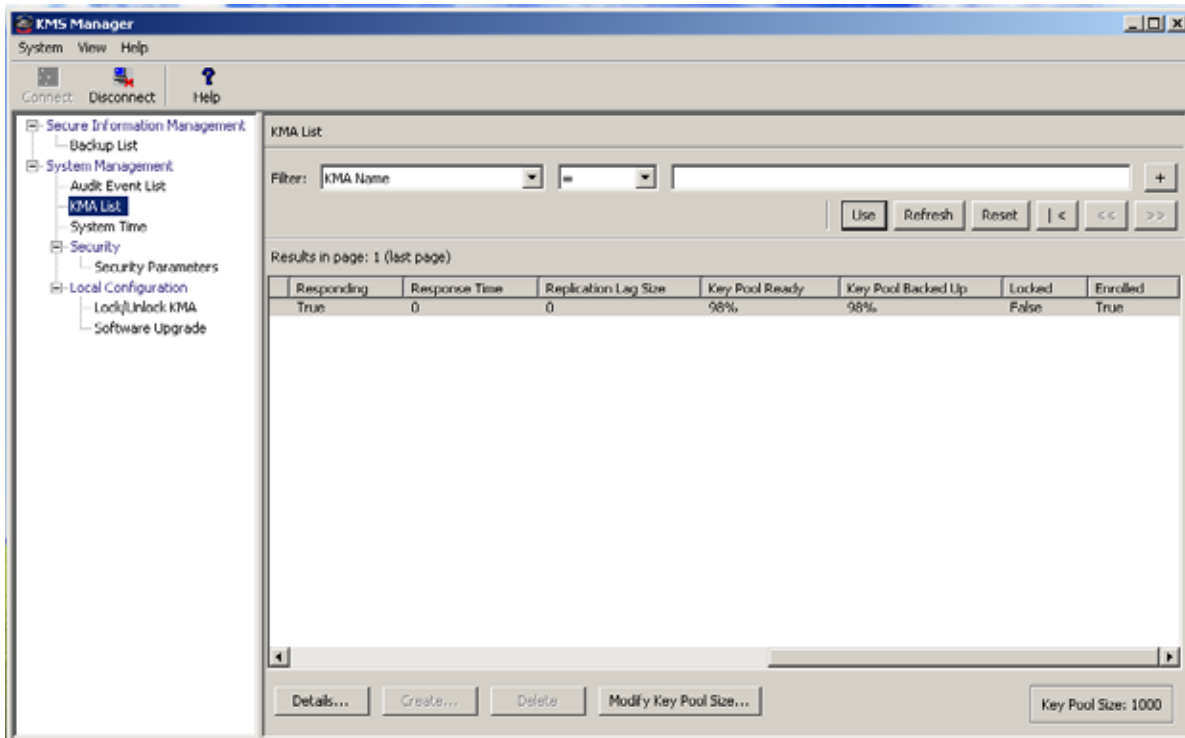 KMS Manager
System View Help
Connect Disconnect Help
Secure Information Management
Backup List
System Management
Audit Event List
KMA List
System Time
Security
Security Parameters
Local Configuration
Lock/Unlock KMA
Software Upgrade
KMA List
Filter: KMA Name = +
Use Refresh Reset |< << >>
Results in page: 1 (last page)
Responding Response Time Replication Lag Size Key Pool Ready Key Pool Backed Up Locked Enrolled
True 0 0 98% 98% False True
Details... Create... Delete Modify Key Pool Size... Key Pool Size: 1000